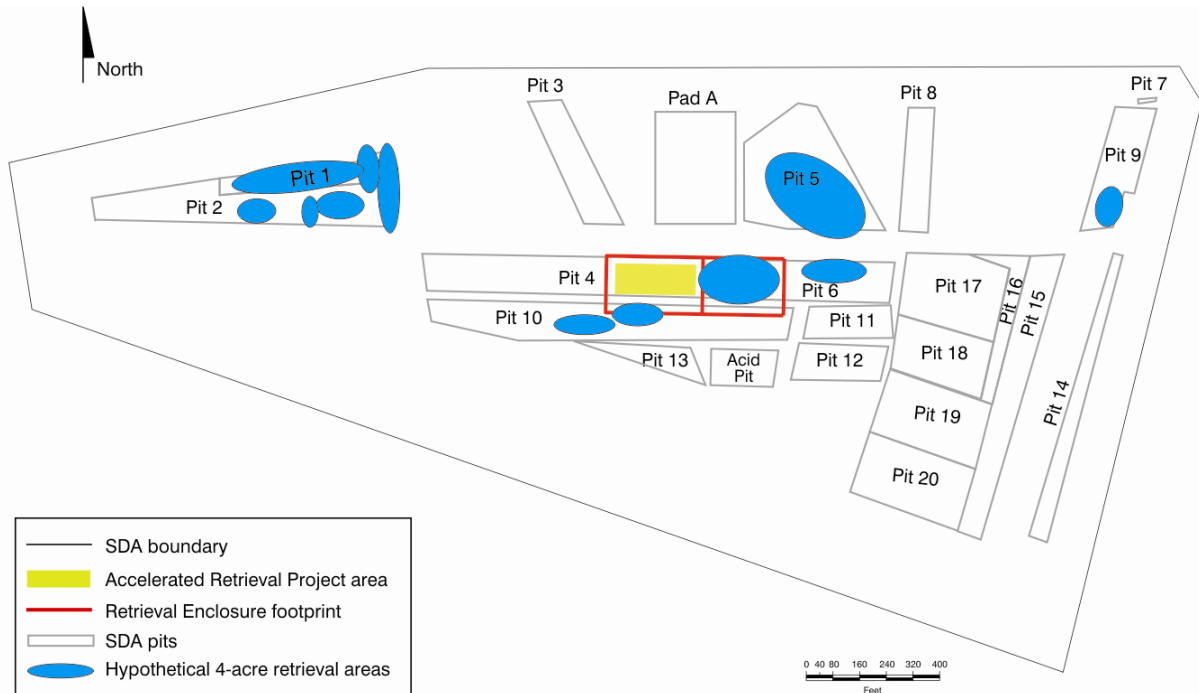 North
Pit 3
Pad A
Pit 8
Pit 7
Pit 9
Pit 1
Pit 5
Pit 2
Pit 4
Pit 6
Pit 17
Pit 16
Pit 15
Pit 10
Pit 11
Pit 18
Pit 13
Acid
Pit
Pit 12
Pit 14
Pit 19
Pit 20
SDA boundary
Accelerated Retrieval Project area
Retrieval Enclosure footprint
SDA pits
Hypothetical 4-acre retrieval areas
0 40 80 160 240 320 400
Feet